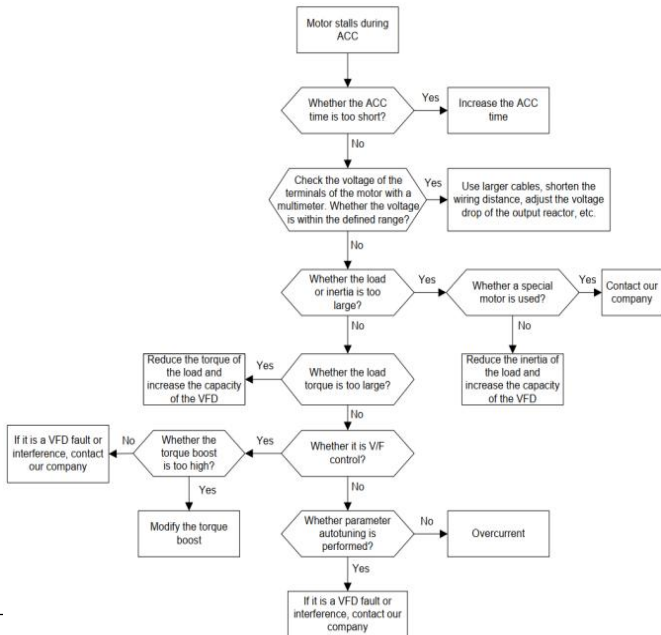 Motor stalls during
ACC
Whether the ACC
time is too short?
Yes
Increase the ACC
time
No
Check the voltage of the
terminals of the motor with a
multimeter. Whether the voltage
is within the defined range?
Yes
Use larger cables, shorten the
wiring distance, adjust the voltage
drop of the output reactor, etc.
No
Whether the load
or inertia is too
large?
Yes
Whether a special
motor is used?
Yes
Contact our
company
No
No
Reduce the torque of
the load and
increase the capacity
of the VFD
Yes
Whether the load
torque is too large?
Reduce the inertia of
the load and
increase the capacity
of the VFD
No
If it is a VFD fault or
interference, contact
our company
No
Whether the
torque boost
is too high?
Yes
Whether it is V/F
control?
Yes
No
Modify the torque
boost
Whether parameter
autotuning is
performed?
No
Overcurrent
Yes
If it is a VFD fault or
interference, contact our
company